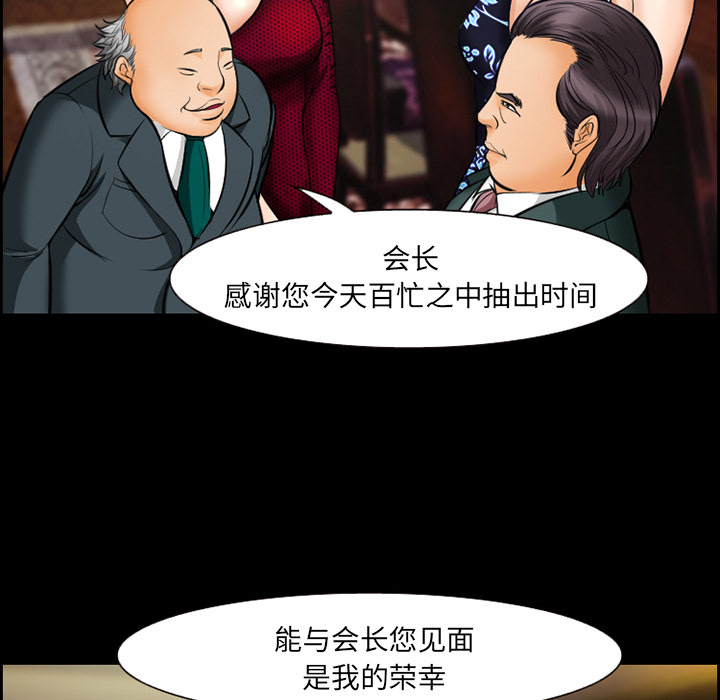 会长
感谢您今天百忙之中抽出时间
能与会长您见面
是我的荣幸